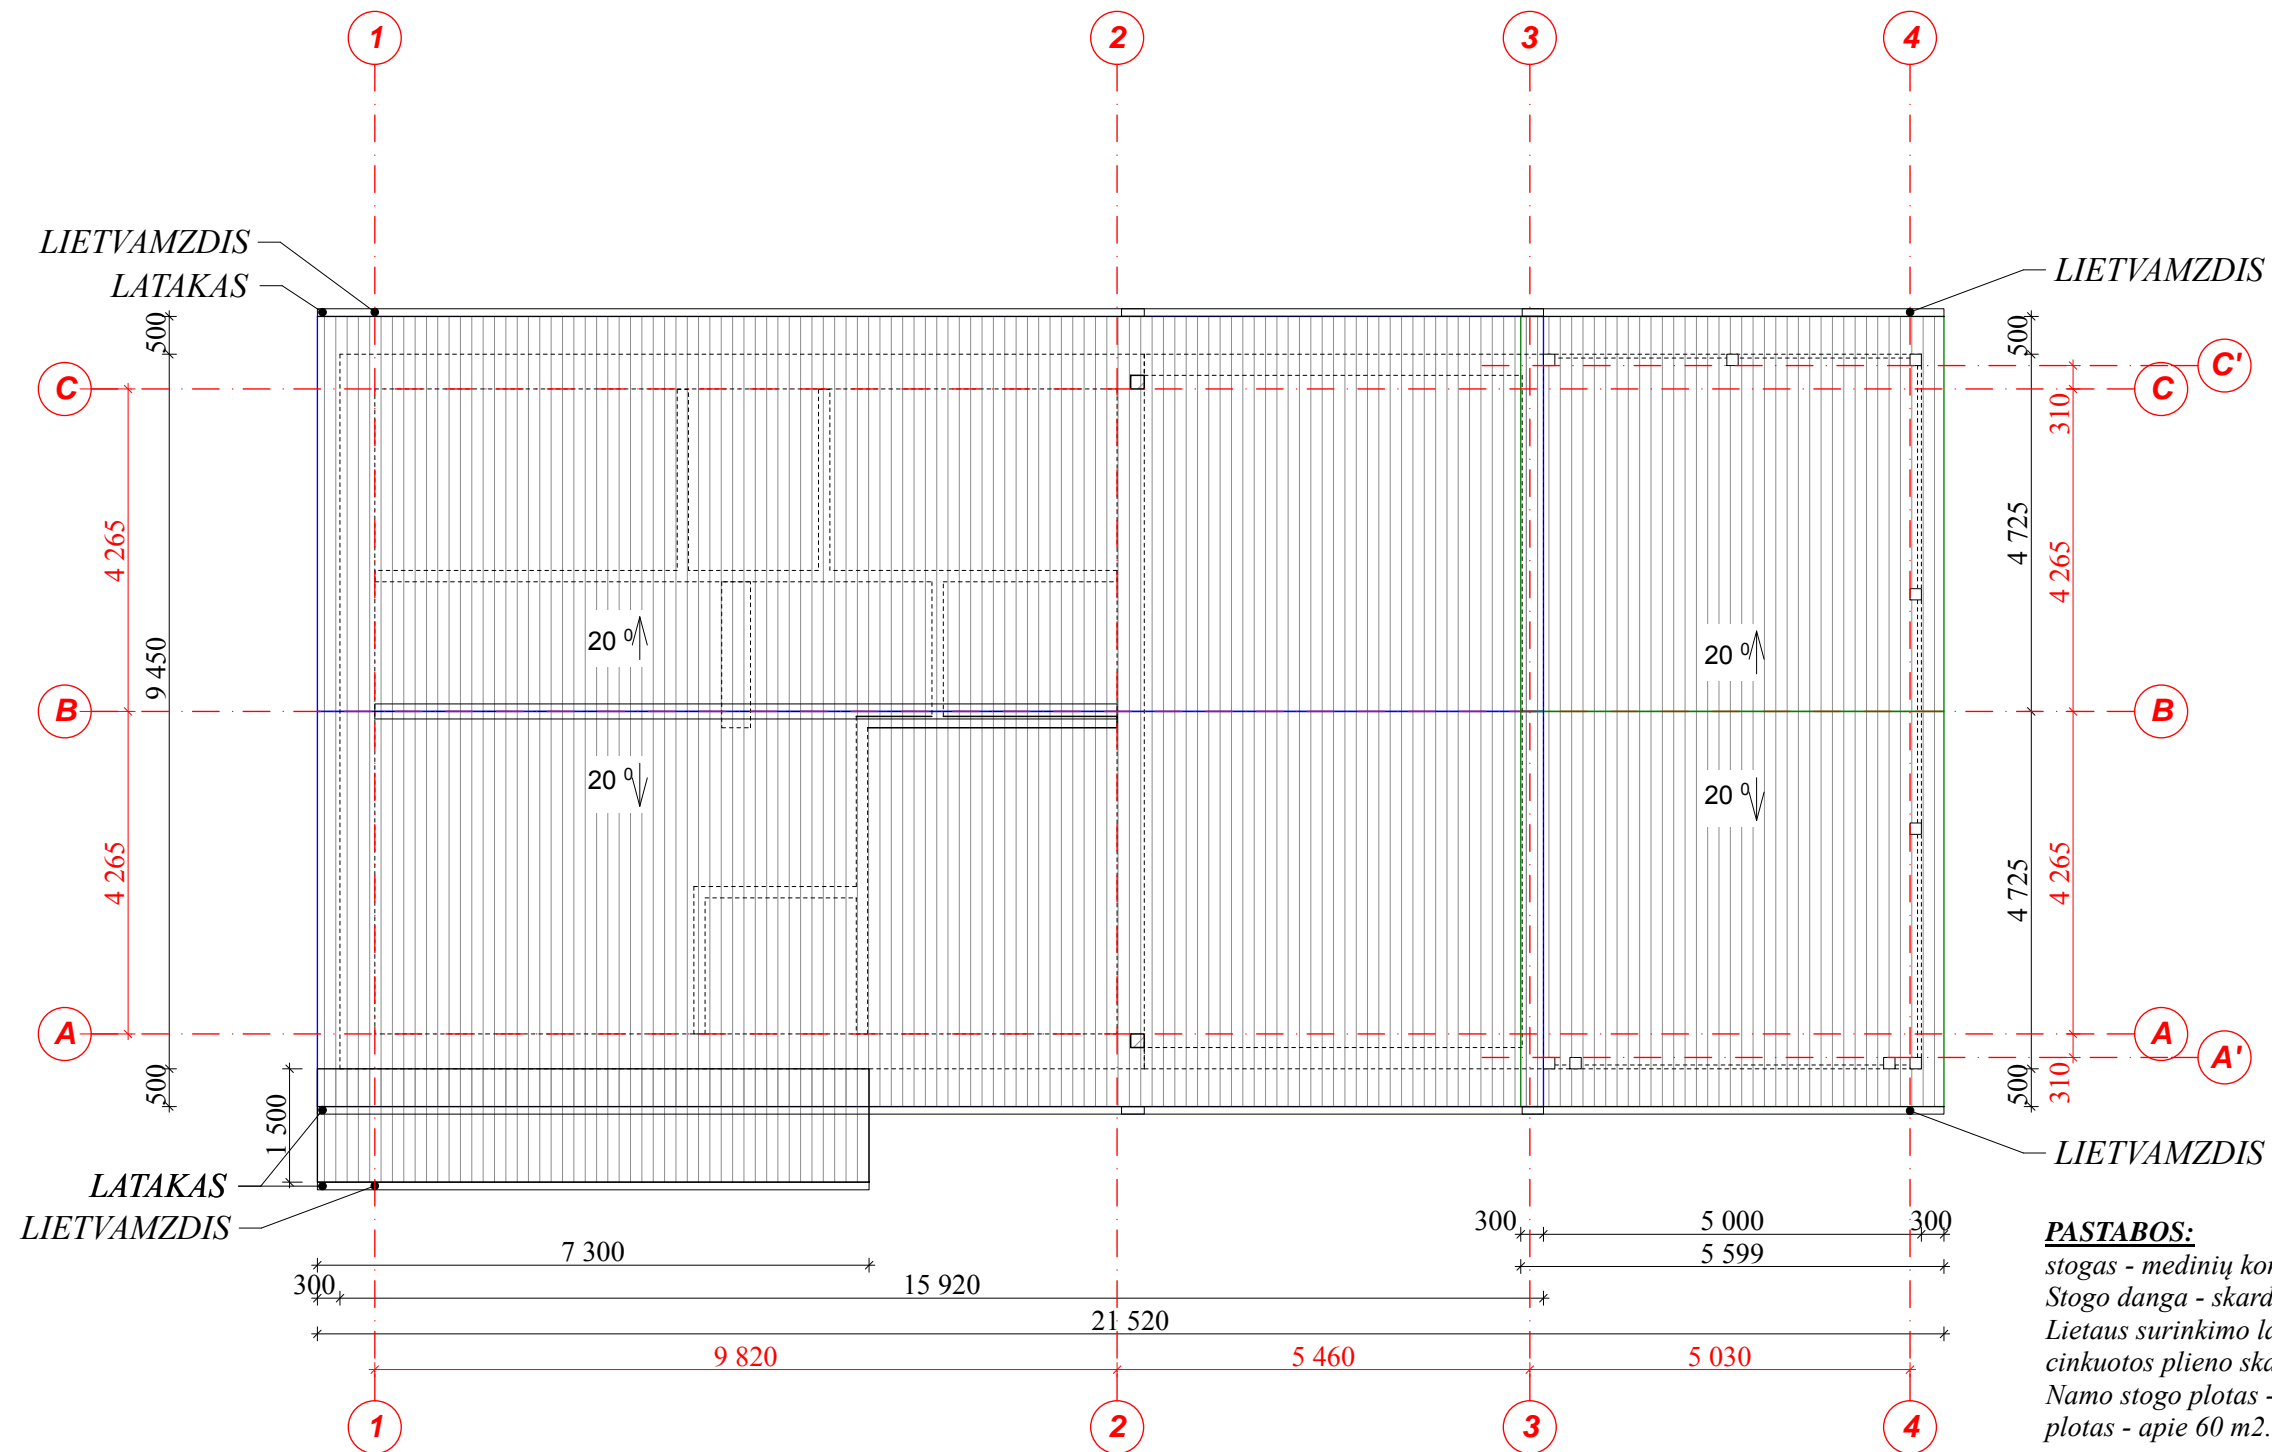 1 2 3 4
LIETVAMZDIS
LATAKAS
LIETVAMZDIS
500
500
C'
C
C
310
4 265
9 450
4 725
4 265
20 0
20 0
B
B
20 0
20 0
4 265
4 725
4 265
A
A
A'
500
1 500
500
310
LATAKAS
LIETVAMZDIS
LIETVAMZDIS
300 5 000 300
7 300
5 599
300 15 920
21 520
9 820 5 460 5 030
1 2 3 4
PASTABOS:
stogas - medinių
Stogo danga -
Lietaus surinkimo
cinkuotos plieno
Namo stogo plotas -
plotas - apie 60 m2.